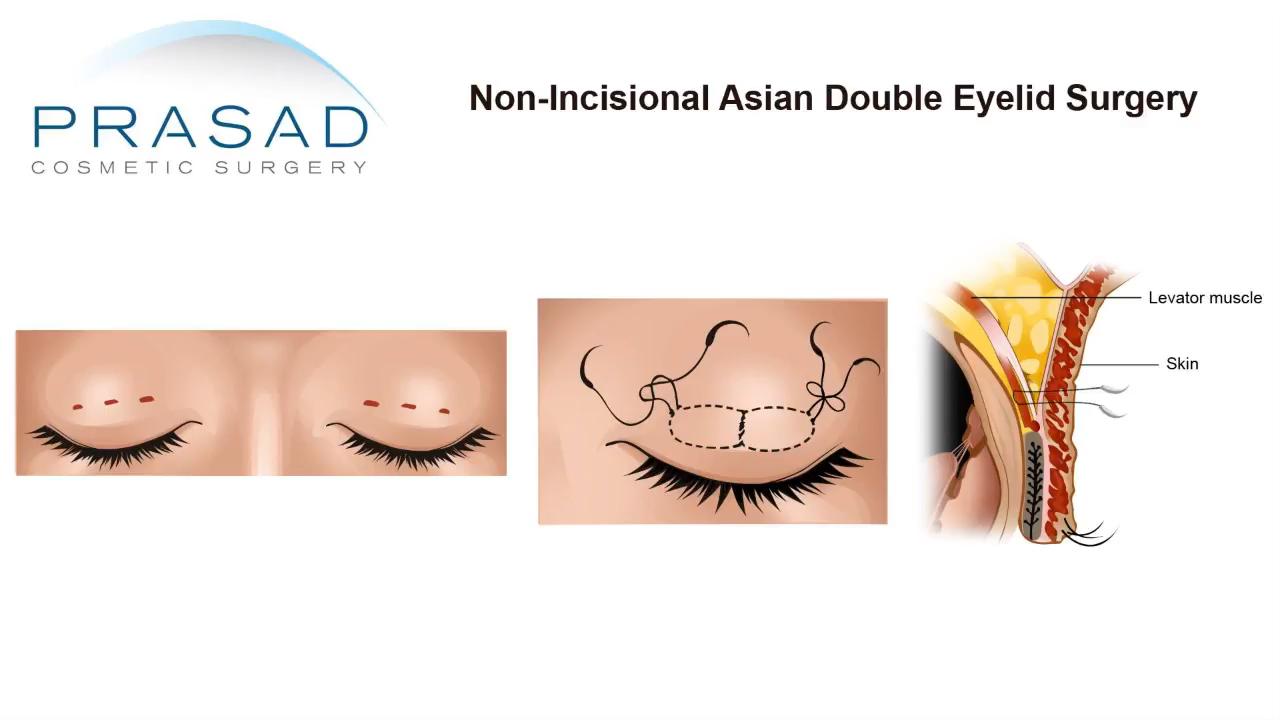 PRASAD
COSMETIC SURGERY
Non-Incisional Asian Double Eyelid Surgery
Levator muscle
Skin